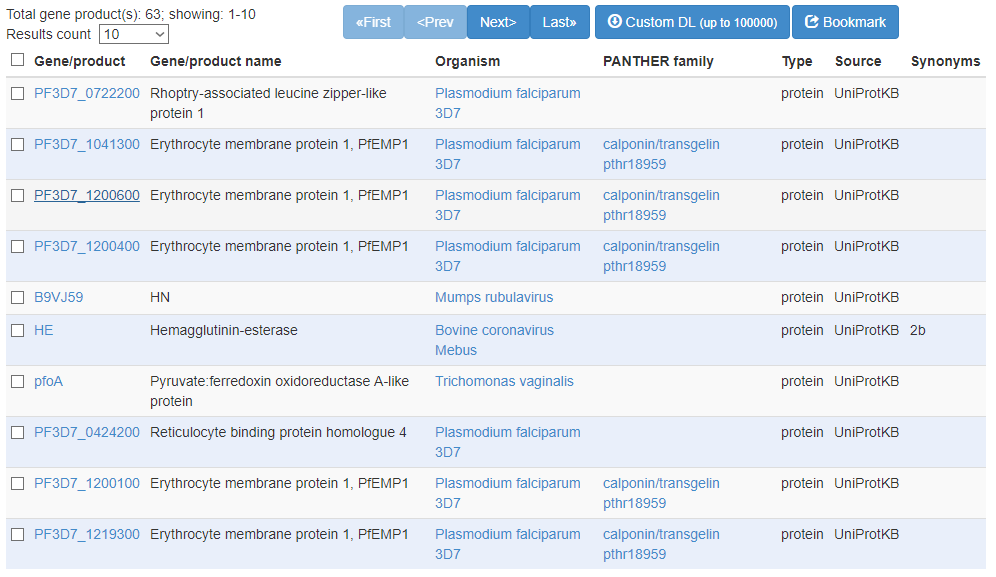 Total gene product(s): 63; showing: 1-10
Results count 10
«First <Prev Next> Last» Custom DL (up to 100000) Bookmark
Gene/product Gene/product name Organism PANTHER family Type Source Synonyms
PF3D7_0722200 Rhoptry-associated leucine zipper-like Plasmodium falciparum protein UniProtKB
protein 1 3D7
PF3D7_1041300 Erythrocyte membrane protein 1, PfEMP1 Plasmodium falciparum calponin/transgelin protein UniProtKB
3D7 pthr18959
PF3D7_1200600 Erythrocyte membrane protein 1, PfEMP1 Plasmodium falciparum calponin/transgelin protein UniProtKB
3D7 pthr18959
PF3D7_1200400 Erythrocyte membrane protein 1, PfEMP1 Plasmodium falciparum calponin/transgelin protein UniProtKB
3D7 pthr18959
B9VJ59 HN Mumps rubulavirus protein UniProtKB
HE Hemagglutinin-esterase Bovine coronavirus protein UniProtKB 2b
Mebus
pfoA Pyruvate:ferredoxin oxidoreductase A-like Trichomonas vaginalis protein UniProtKB
protein
PF3D7_0424200 Reticulocyte binding protein homologue 4 Plasmodium falciparum protein UniProtKB
3D7
PF3D7_1200100 Erythrocyte membrane protein 1, PfEMP1 Plasmodium falciparum calponin/transgelin protein UniProtKB
3D7 pthr18959
PF3D7_1219300 Erythrocyte membrane protein 1, PfEMP1 Plasmodium falciparum calponin/transgelin protein UniProtKB
3D7 pthr18959